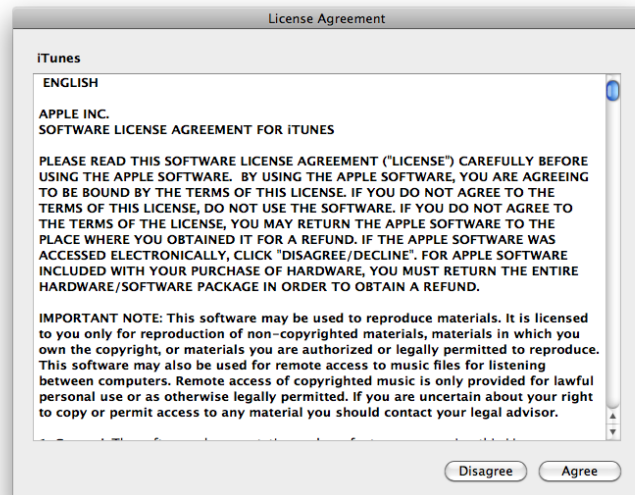 License Agreement
iTunes
ENGLISH
APPLE INC.
SOFTWARE LICENSE AGREEMENT FOR iTUNES
PLEASE READ THIS SOFTWARE LICENSE AGREEMENT ("LICENSE") CAREFULLY BEFORE
USING THE APPLE SOFTWARE.  BY USING THE APPLE SOFTWARE, YOU ARE AGREEING
TO BE BOUND BY THE TERMS OF THIS LICENSE. IF YOU DO NOT AGREE TO THE
TERMS OF THIS LICENSE, DO NOT USE THE SOFTWARE. IF YOU DO NOT AGREE TO
THE TERMS OF THE LICENSE, YOU MAY RETURN THE APPLE SOFTWARE TO THE
PLACE WHERE YOU OBTAINED IT FOR A REFUND. IF THE APPLE SOFTWARE WAS
ACCESSED ELECTRONICALLY, CLICK "DISAGREE/DECLINE". FOR APPLE SOFTWARE
INCLUDED WITH YOUR PURCHASE OF HARDWARE, YOU MUST RETURN THE ENTIRE
HARDWARE/SOFTWARE PACKAGE IN ORDER TO OBTAIN A REFUND.
IMPORTANT NOTE: This software may be used to reproduce materials. It is licensed
to you only for reproduction of non-copyrighted materials, materials in which you
own the copyright, or materials you are authorized or legally permitted to reproduce.
This software may also be used for remote access to music files for listening
between computers. Remote access of copyrighted music is only provided for lawful
personal use or as otherwise legally permitted. If you are uncertain about your right
to copy or permit access to any material you should contact your legal advisor.
Disagree Agree